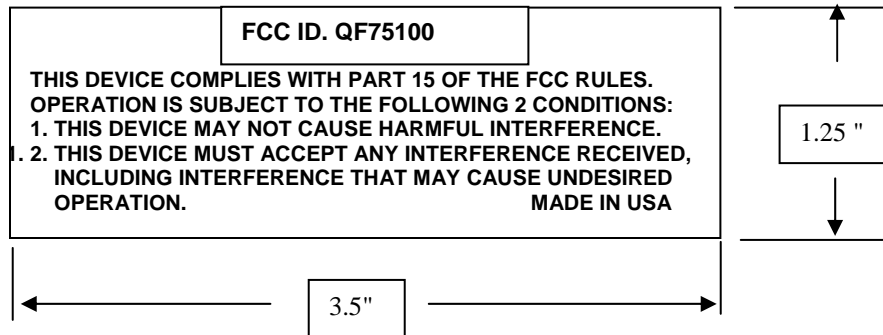 FCC ID. QF75100
THIS DEVICE COMPLIES WITH PART 15 OF THE FCC RULES.
OPERATION IS SUBJECT TO THE FOLLOWING 2 CONDITIONS:
1. THIS DEVICE MAY NOT CAUSE HARMFUL INTERFERENCE.
1. 2. THIS DEVICE MUST ACCEPT ANY INTERFERENCE RECEIVED,
INCLUDING INTERFERENCE THAT MAY CAUSE UNDESIRED
OPERATION. MADE IN USA
1.25 "
3.5"